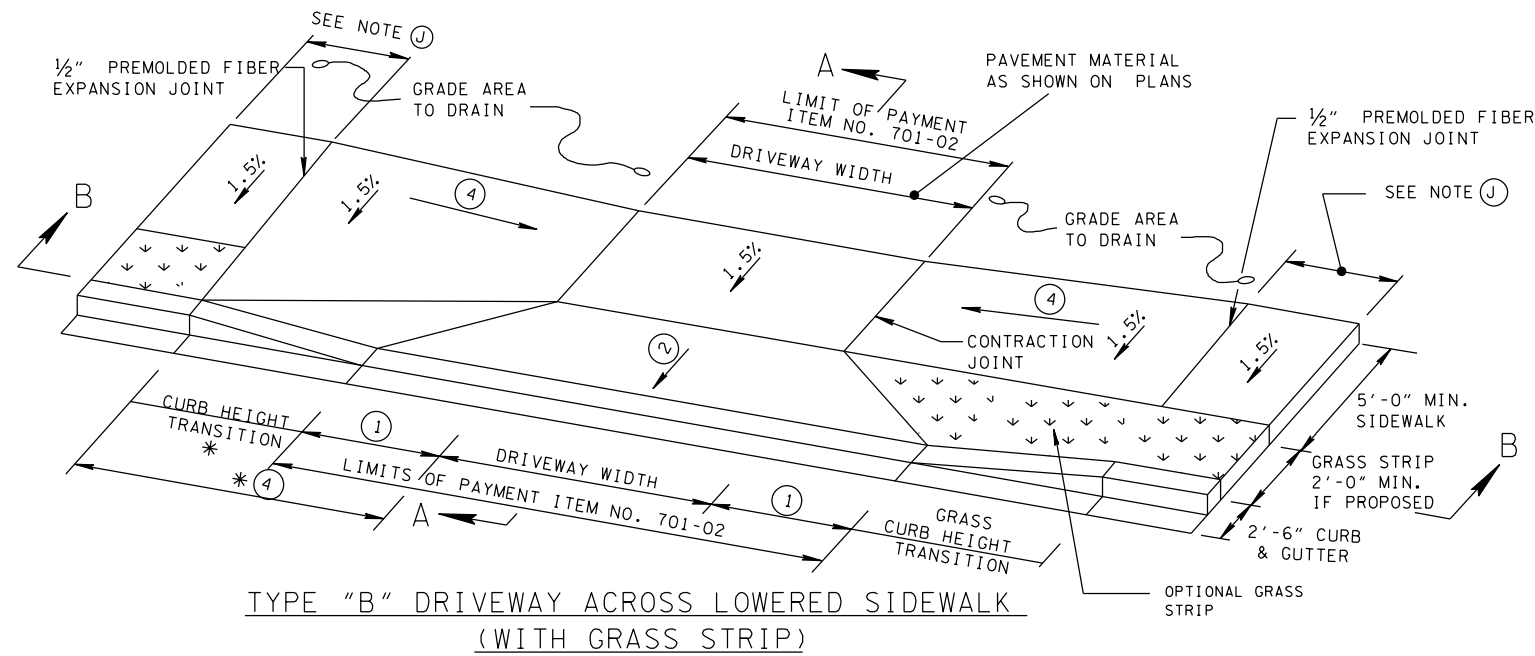 SEE NOTE J
½" PREMOLDED FIBER
EXPANSION JOINT
GRADE AREA
TO DRAIN
A
PAVEMENT MATERIAL
AS SHOWN ON PLANS
LIMIT OF PAYMENT
ITEM NO. 701-02
DRIVEWAY WIDTH
½" PREMOLDED FIBER
EXPANSION JOINT
SEE NOTE J
GRADE AREA
TO DRAIN
B
1.5%
1.5%
4
1.5%
4
1.5%
1.5%
CONTRACTION
JOINT
2
5'-0" MIN.
SIDEWALK
B
GRASS STRIP
2'-0" MIN.
IF PROPOSED
2'-6" CURB
& GUTTER
CURB HEIGHT
TRANSITION
*
* 4
1
DRIVEWAY WIDTH
1
LIMITS OF PAYMENT ITEM NO. 701-02
A
GRASS
CURB HEIGHT
TRANSITION
OPTIONAL GRASS
STRIP
TYPE "B" DRIVEWAY ACROSS LOWERED SIDEWALK
(WITH GRASS STRIP)